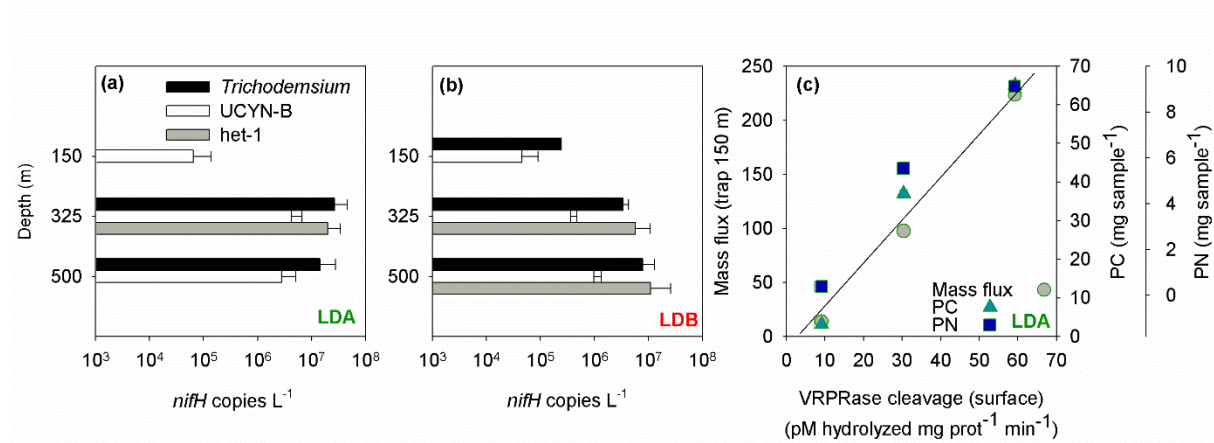 (a)
Trichodemsium
UCYN-B
het-1
Depth (m)
150
325
500
LDA
10³ 10⁴ 10⁵ 10⁶ 10⁷ 10⁸
nifH copies L⁻¹
(b)
150
325
500
LDB
10³ 10⁴ 10⁵ 10⁶ 10⁷ 10⁸
nifH copies L⁻¹
(c)
Mass flux (trap 150 m)
250
200
150
100
50
0
Mass flux
PC
PN
LDA
0 10 20 30 40 50 60 70
VRPRase cleavage (surface)
(pM hydrolyzed mg prot⁻¹ min⁻¹)
70
60
50
40
30
20
10
0
PC (mg sample⁻¹)
10
8
6
4
2
0
PN (mg sample⁻¹)